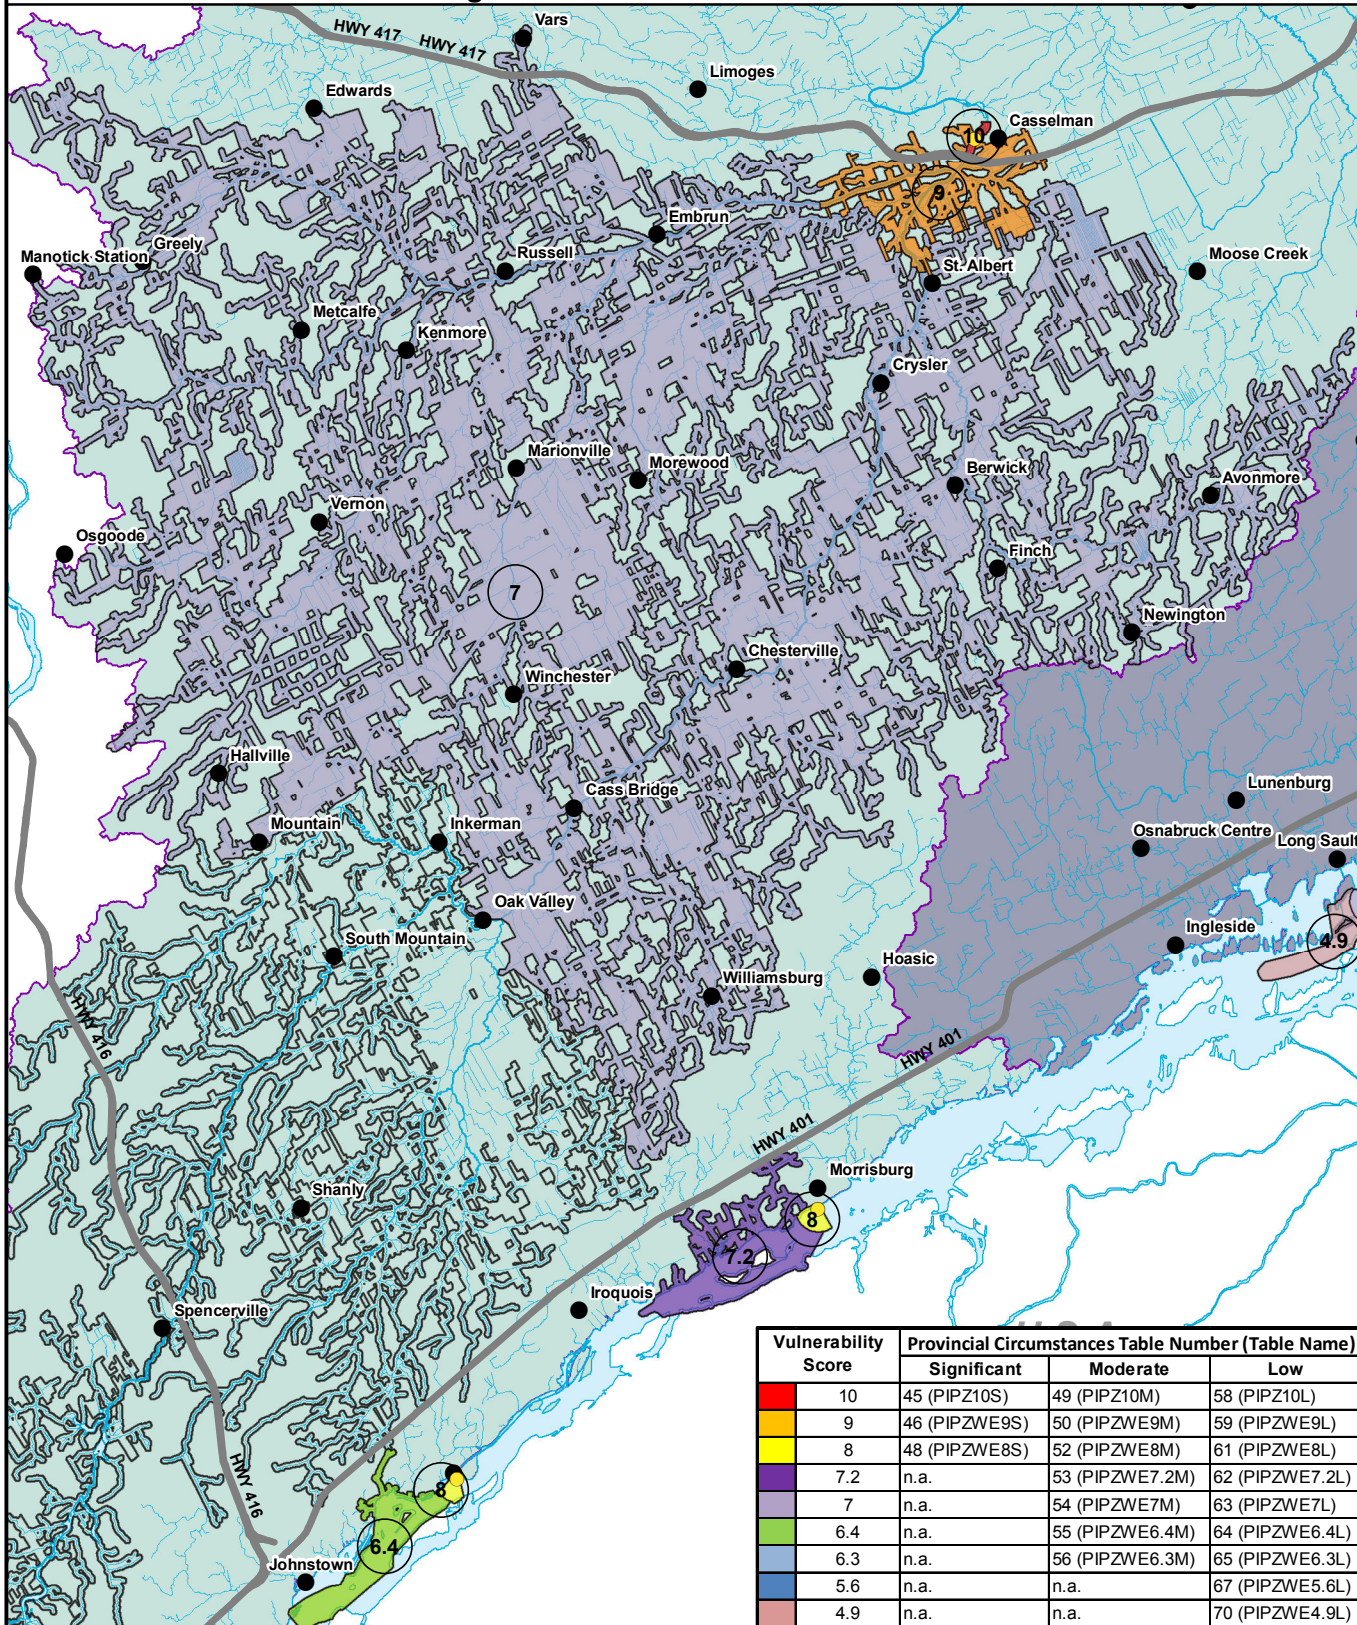 Vars
HWY 417
HWY 417
Limoges
Edwards
10
Casselman
9
Embrun
Greely
Manotick Station
Russell
St. Albert
Moose Creek
Metcalfe
Kenmore
Crysler
Marionville
Morewood
Berwick
Avonmore
Vernon
Osgoode
Finch
7
Newington
Chesterville
Winchester
Hallville
Cass Bridge
Lunenburg
Mountain
Inkerman
Osnabruck Centre
Long Sault
Oak Valley
South Mountain
Ingleside
4.9
Hoasic
Williamsburg
HWY 416
HWY 401
HWY 401
Morrisburg
Shanly
8
7.2
Iroquois
Spencerville
8
HWY 416
6.4
Johnstown
Vulnerability Score | Provincial Circumstances Table Number (Table Name)
Significant | Moderate | Low
10 | 45 (PIPZ10S) | 49 (PIPZ10M) | 58 (PIPZ10L)
9 | 46 (PIPZWE9S) | 50 (PIPZWE9M) | 59 (PIPZWE9L)
8 | 48 (PIPZWE8S) | 52 (PIPZWE8M) | 61 (PIPZWE8L)
7.2 | n.a. | 53 (PIPZWE7.2M) | 62 (PIPZWE7.2L)
7 | n.a. | 54 (PIPZWE7M) | 63 (PIPZWE7L)
6.4 | n.a. | 55 (PIPZWE6.4M) | 64 (PIPZWE6.4L)
6.3 | n.a. | 56 (PIPZWE6.3M) | 65 (PIPZWE6.3L)
5.6 | n.a. | n.a. | 67 (PIPZWE5.6L)
4.9 | n.a. | n.a. | 70 (PIPZWE4.9L)